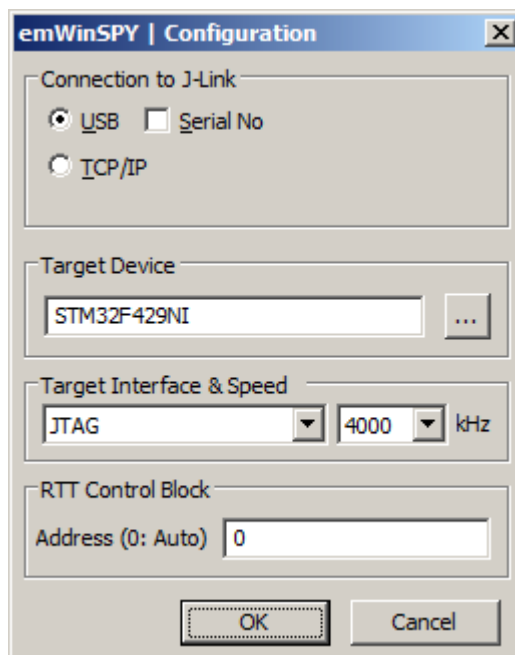 emWinSPY | Configuration
Connection to J-Link
USB Serial No
TCP/IP
Target Device
STM32F429NI
...
Target Interface & Speed
JTAG 4000 kHz
RTT Control Block
Address (0: Auto) 0
OK Cancel